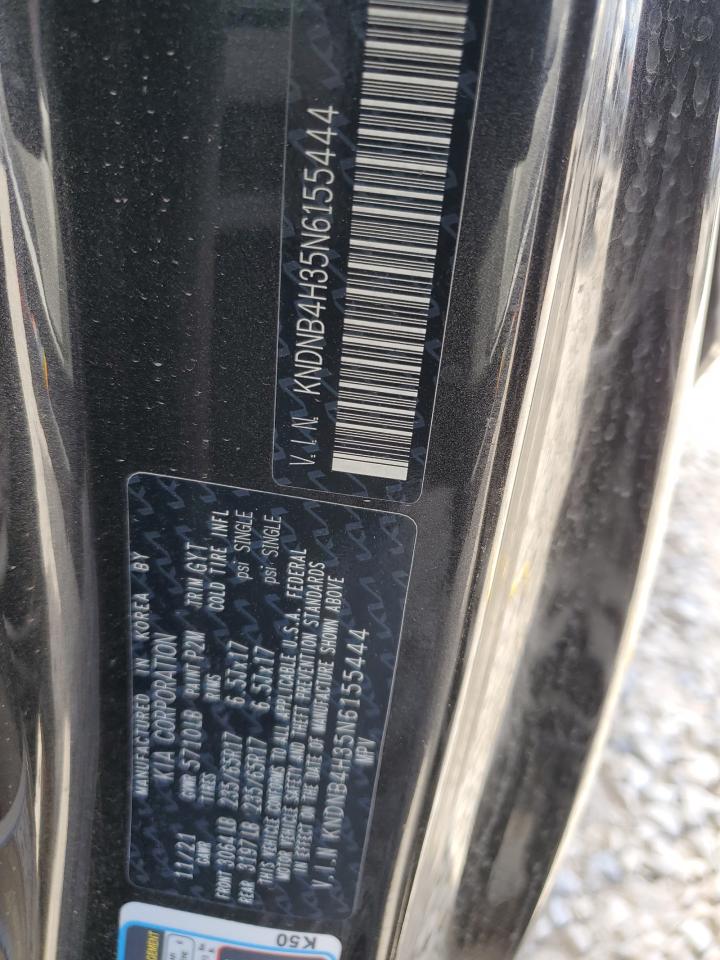 V.I.N. KNDNB4H35N6155444
MANUFACTURED IN KOREA BY
KIA CORPORATION
11/21 GVWR 5710LB PAINT P2M TRIM GYT
GAWR TIRES RIMS COLD TIRE INFL
FRONT 3064LB 235/65R17 6.5JX17 psi SINGLE
REAR 3197LB 235/65R17 6.5JX17 psi SINGLE
THIS VEHICLE CONFORMS TO ALL APPLICABLE U.S.A. FEDERAL
MOTOR VEHICLE SAFETY, AND THEFT PREVENTION STANDARDS
IN EFFECT ON THE DATE OF MANUFACTURE SHOWN ABOVE
V.I.N KNDNB4H35N6155444
MPV
K50